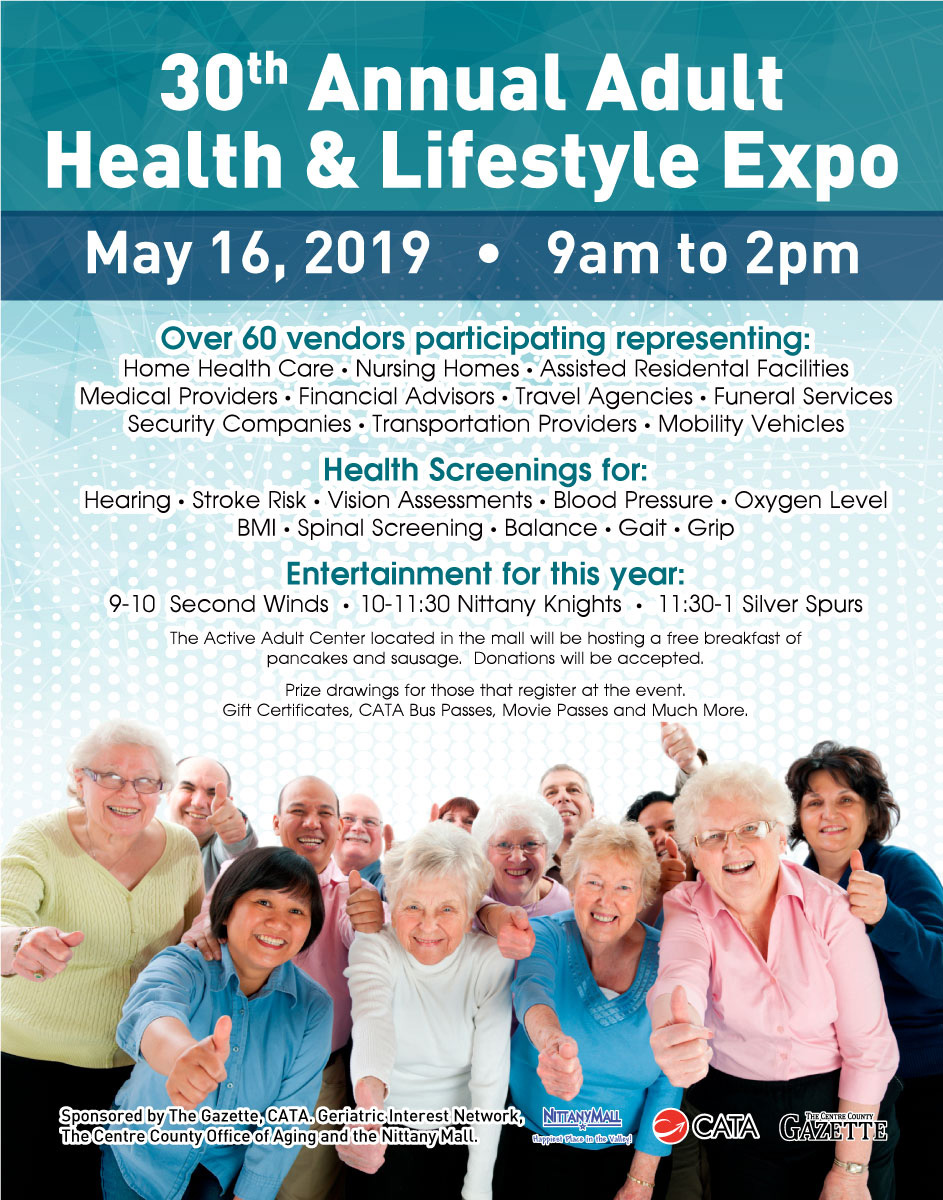 30th Annual Adult
Health & Lifestyle Expo
May 16, 2019 • 9am to 2pm
Over 60 vendors participating representing:
Home Health Care • Nursing Homes • Assisted Residental Facilities
Medical Providers • Financial Advisors • Travel Agencies • Funeral Services
Security Companies • Transportation Providers • Mobility Vehicles
Health Screenings for:
Hearing • Stroke Risk • Vision Assessments • Blood Pressure • Oxygen Level
BMI • Spinal Screening • Balance • Gait • Grip
Entertainment for this year:
9-10 Second Winds • 10-11:30 Nittany Knights • 11:30-1 Silver Spurs
The Active Adult Center located in the mall will be hosting a free breakfast of
pancakes and sausage. Donations will be accepted.
Prize drawings for those that register at the event.
Gift Certificates, CATA Bus Passes, Movie Passes and Much More.
Sponsored by The Gazette, CATA. Geriatric Interest Network,
The Centre County Office of Aging and the Nittany Mall.
NITTANY MALL
Happiest Place in the Valley!
CATA
THE CENTRE COUNTY
GAZETTE